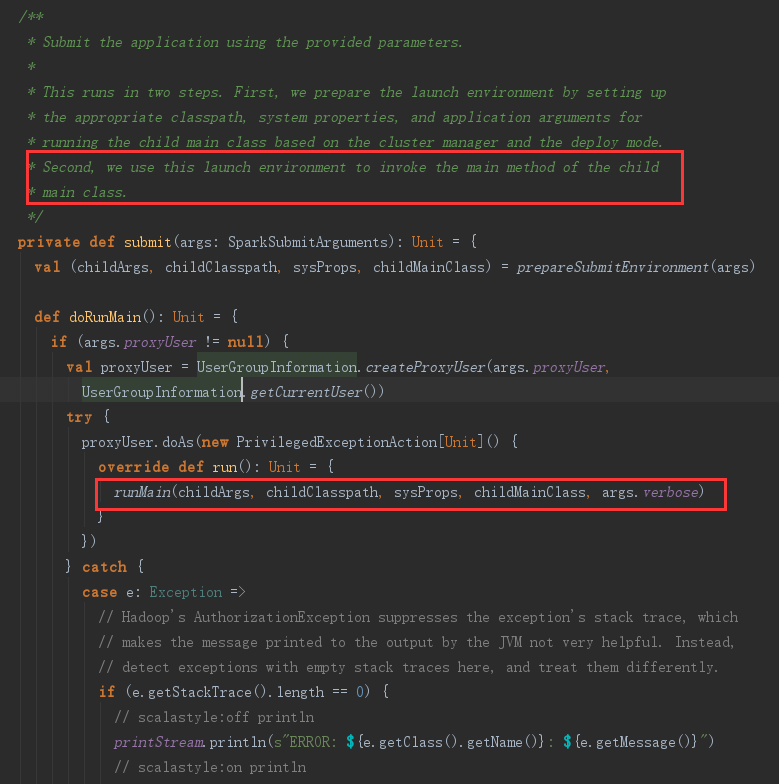 /**
* Submit the application using the provided parameters.
*
* This runs in two steps. First, we prepare the launch environment by setting up
* the appropriate classpath, system properties, and application arguments for
* running the child main class based on the cluster manager and the deploy mode.
* Second, we use this launch environment to invoke the main method of the child
* main class.
*/
private def submit(args: SparkSubmitArguments): Unit = {
val (childArgs, childClasspath, sysProps, childMainClass) = prepareSubmitEnvironment(args)
def doRunMain(): Unit = {
if (args.proxyUser != null) {
val proxyUser = UserGroupInformation.createProxyUser(args.proxyUser,
UserGroupInformation.getCurrentUser())
try {
proxyUser.doAs(new PrivilegedExceptionAction[Unit]() {
override def run(): Unit = {
runMain(childArgs, childClasspath, sysProps, childMainClass, args.verbose)
}
})
} catch {
case e: Exception =>
// Hadoop's AuthorizationException suppresses the exception's stack trace, which
// makes the message printed to the output by the JVM not very helpful. Instead,
// detect exceptions with empty stack traces here, and treat them differently.
if (e.getStackTrace().length == 0) {
// scalastyle:off println
printStream.println(s"ERROR: ${e.getClass().getName()}: ${e.getMessage()}")
// scalastyle:on println